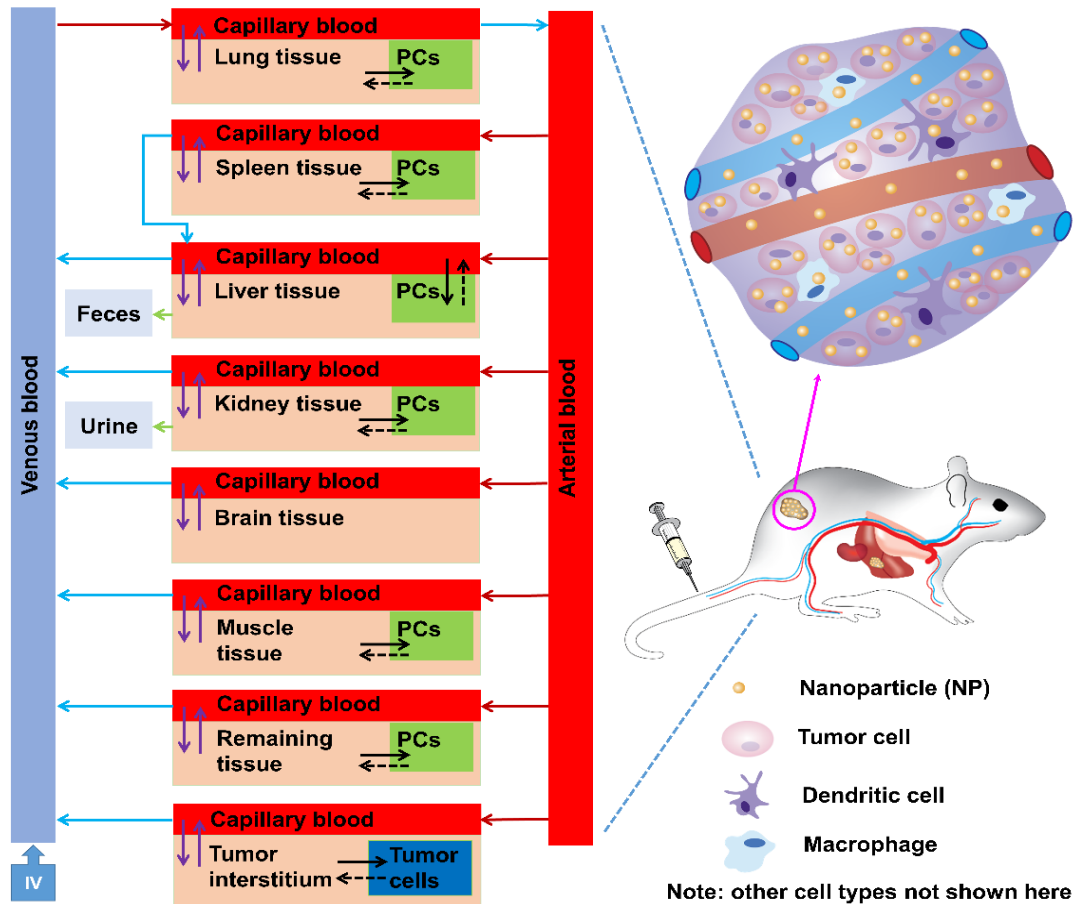 Venous blood
IV
Capillary blood
Lung tissue
PCs
Capillary blood
Spleen tissue
PCs
Capillary blood
Liver tissue
PCs
Feces
Capillary blood
Kidney tissue
PCs
Urine
Capillary blood
Brain tissue
Capillary blood
Muscle
tissue
PCs
Capillary blood
Remaining
tissue
PCs
Capillary blood
Tumor
interstitium
Tumor
cells
Arterial blood
Nanoparticle (NP)
Tumor cell
Dendritic cell
Macrophage
Note: other cell types not shown here